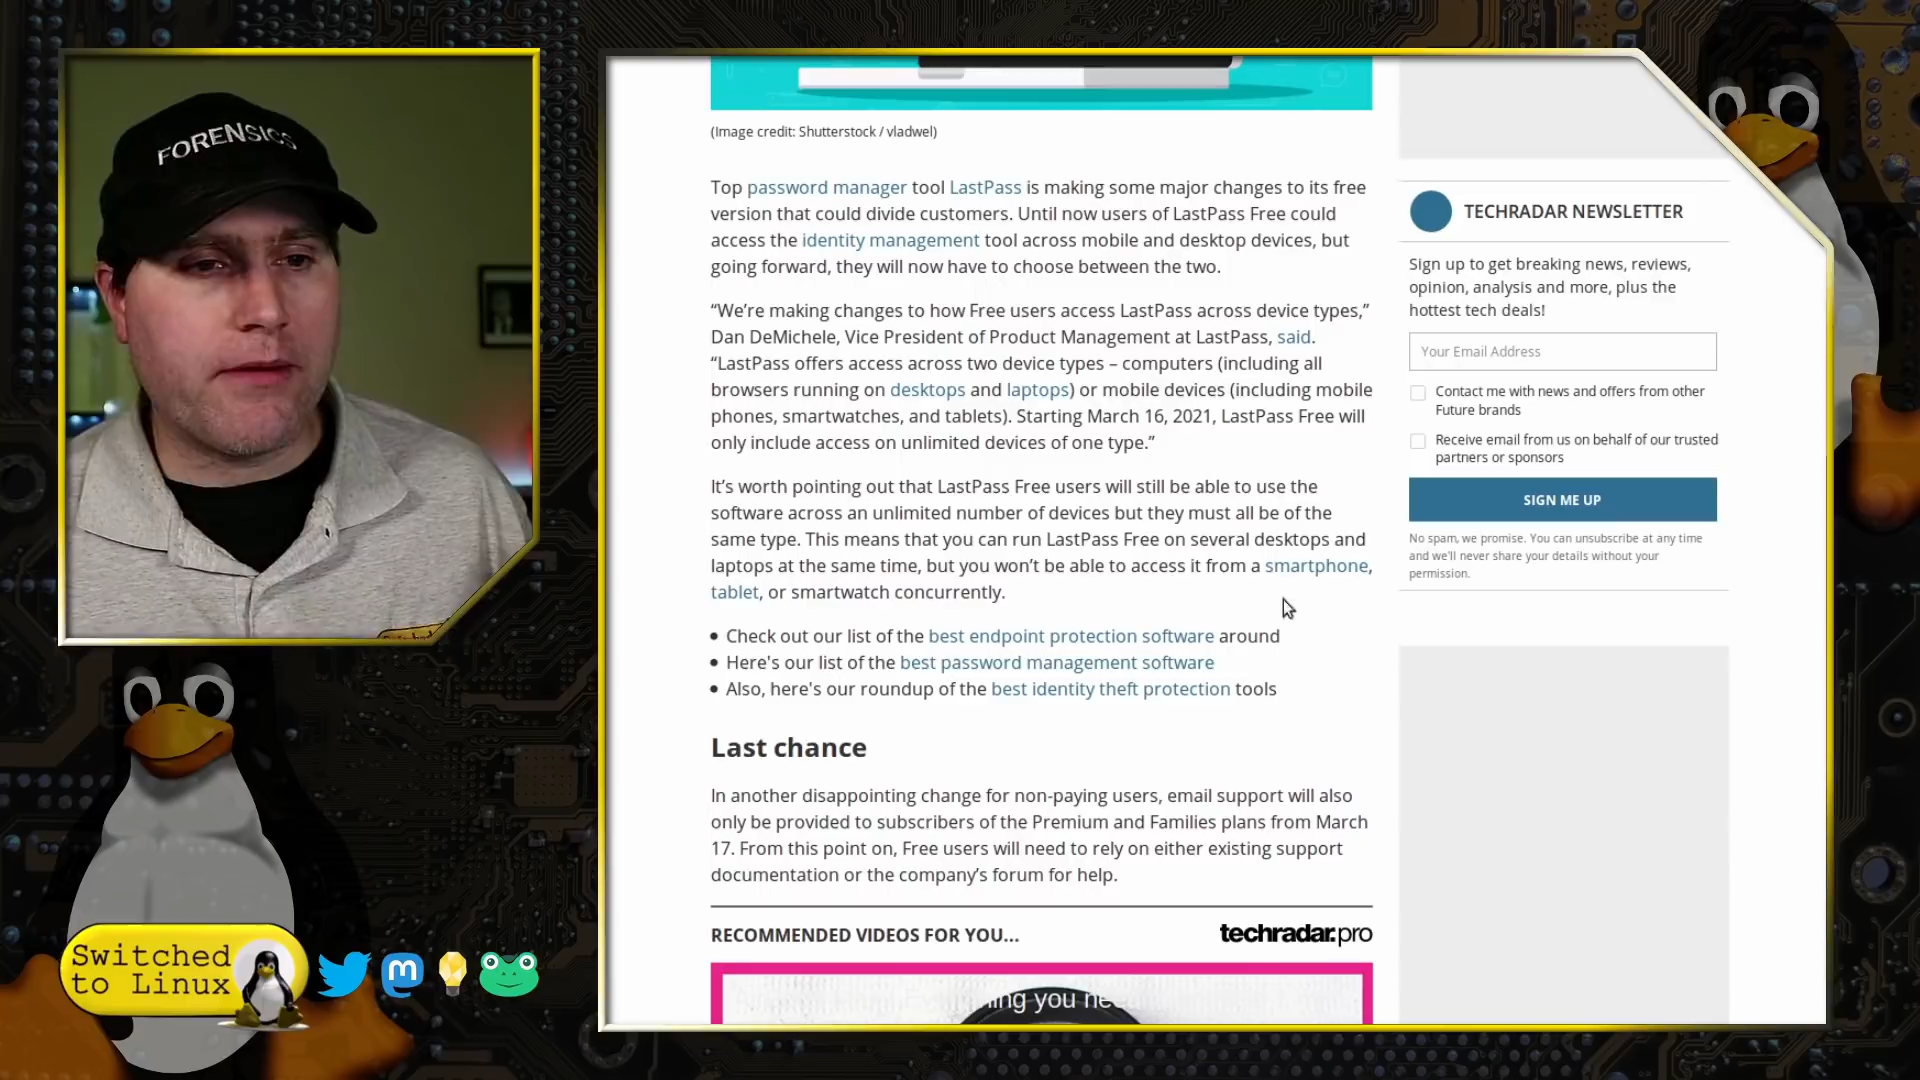 FORENSICS
(Image credit: Shutterstock / vladwel)
Top password manager tool LastPass is making some major changes to its free
version that could divide customers. Until now users of LastPass Free could
access the identity management tool across mobile and desktop devices, but
going forward, they will now have to choose between the two.
“We’re making changes to how Free users access LastPass across device types,”
Dan DeMichele, Vice President of Product Management at LastPass, said.
“LastPass offers access across two device types – computers (including all
browsers running on desktops and laptops) or mobile devices (including mobile
phones, smartwatches, and tablets). Starting March 16, 2021, LastPass Free will
only include access on unlimited devices of one type.”
It’s worth pointing out that LastPass Free users will still be able to use the
software across an unlimited number of devices but they must all be of the
same type. This means that you can run LastPass Free on several desktops and
laptops at the same time, but you won’t be able to access it from a smartphone,
tablet, or smartwatch concurrently.
• Check out our list of the best endpoint protection software around
• Here's our list of the best password management software
• Also, here's our roundup of the best identity theft protection tools
Last chance
In another disappointing change for non-paying users, email support will also
only be provided to subscribers of the Premium and Families plans from March
17. From this point on, Free users will need to rely on either existing support
documentation or the company’s forum for help.
RECOMMENDED VIDEOS FOR YOU...
techradar.pro
you
TECHRADAR NEWSLETTER
Sign up to get breaking news, reviews,
opinion, analysis and more, plus the
hottest tech deals!
Your Email Address
Contact me with news and offers from other
Future brands
Receive email from us on behalf of our trusted
partners or sponsors
SIGN ME UP
No spam, we promise. You can unsubscribe at any time
and we'll never share your details without your
permission.
Switched
to Linux
m